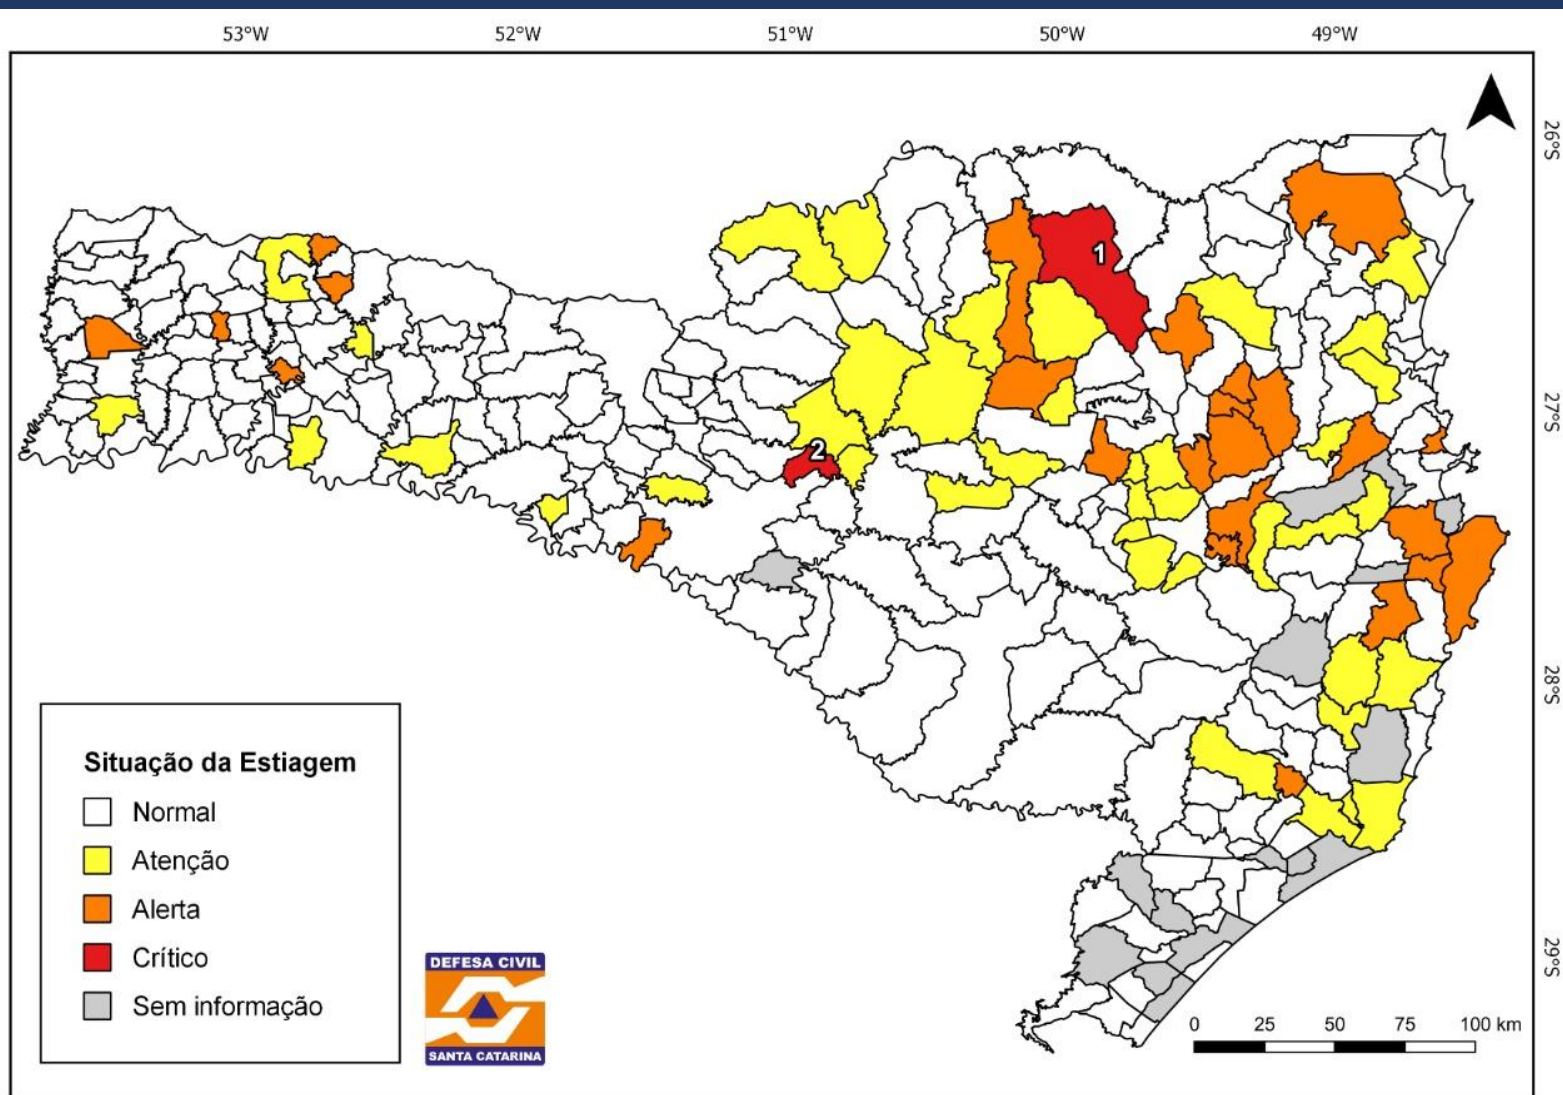 53°W 52°W 51°W 50°W 49°W
26°S
1
27°S
2
28°S
Situação da Estiagem
Normal
Atenção
Alerta
Crítico
Sem informação
DEFESA CIVIL
SANTA CATARINA
29°S
0 25 50 75 100 km